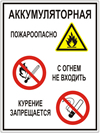 АККУМУЛЯТОРНАЯ
ПОЖАРООПАСНО
С ОГНЕМ
НЕ ВХОДИТЬ
КУРЕНИЕ
ЗАПРЕЩАЕТСЯ